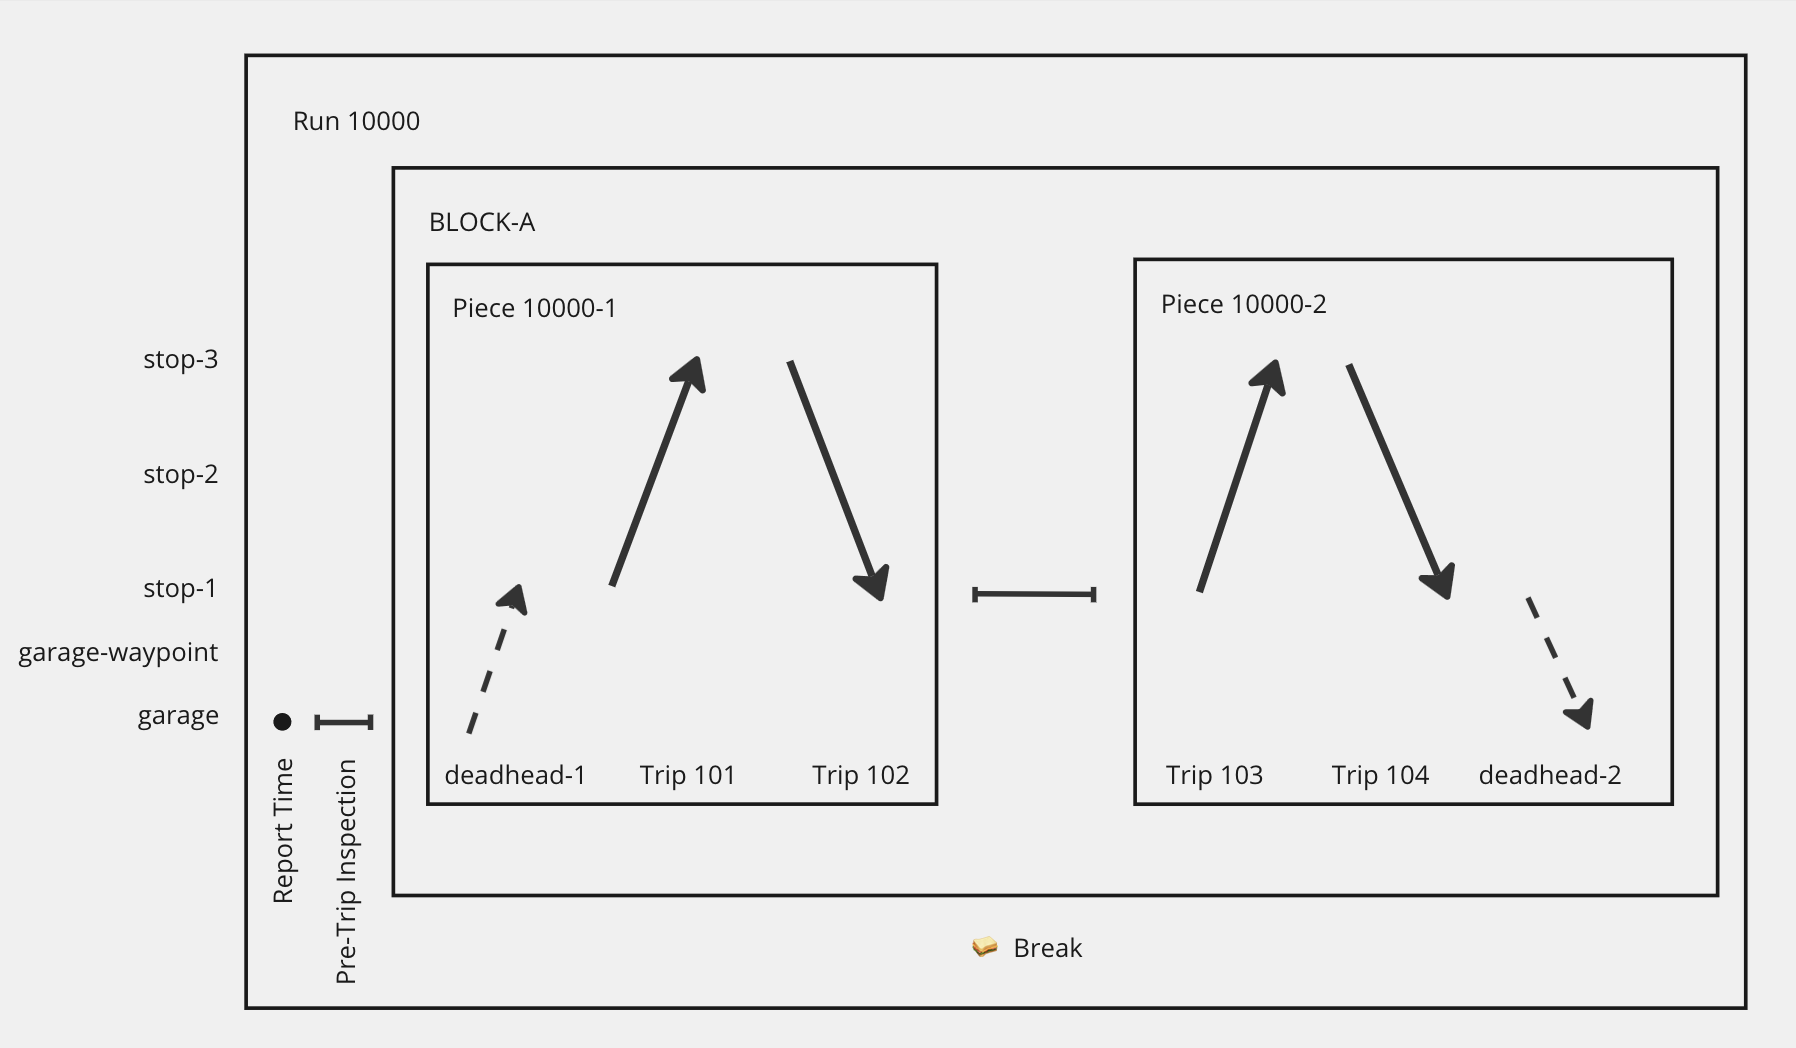 Run 10000
BLOCK-A
Piece 10000-1
Piece 10000-2
stop-3
stop-2
stop-1
garage-waypoint
garage
deadhead-1
Trip 101
Trip 102
Trip 103
Trip 104
deadhead-2
Report Time
Pre-Trip Inspection
Break